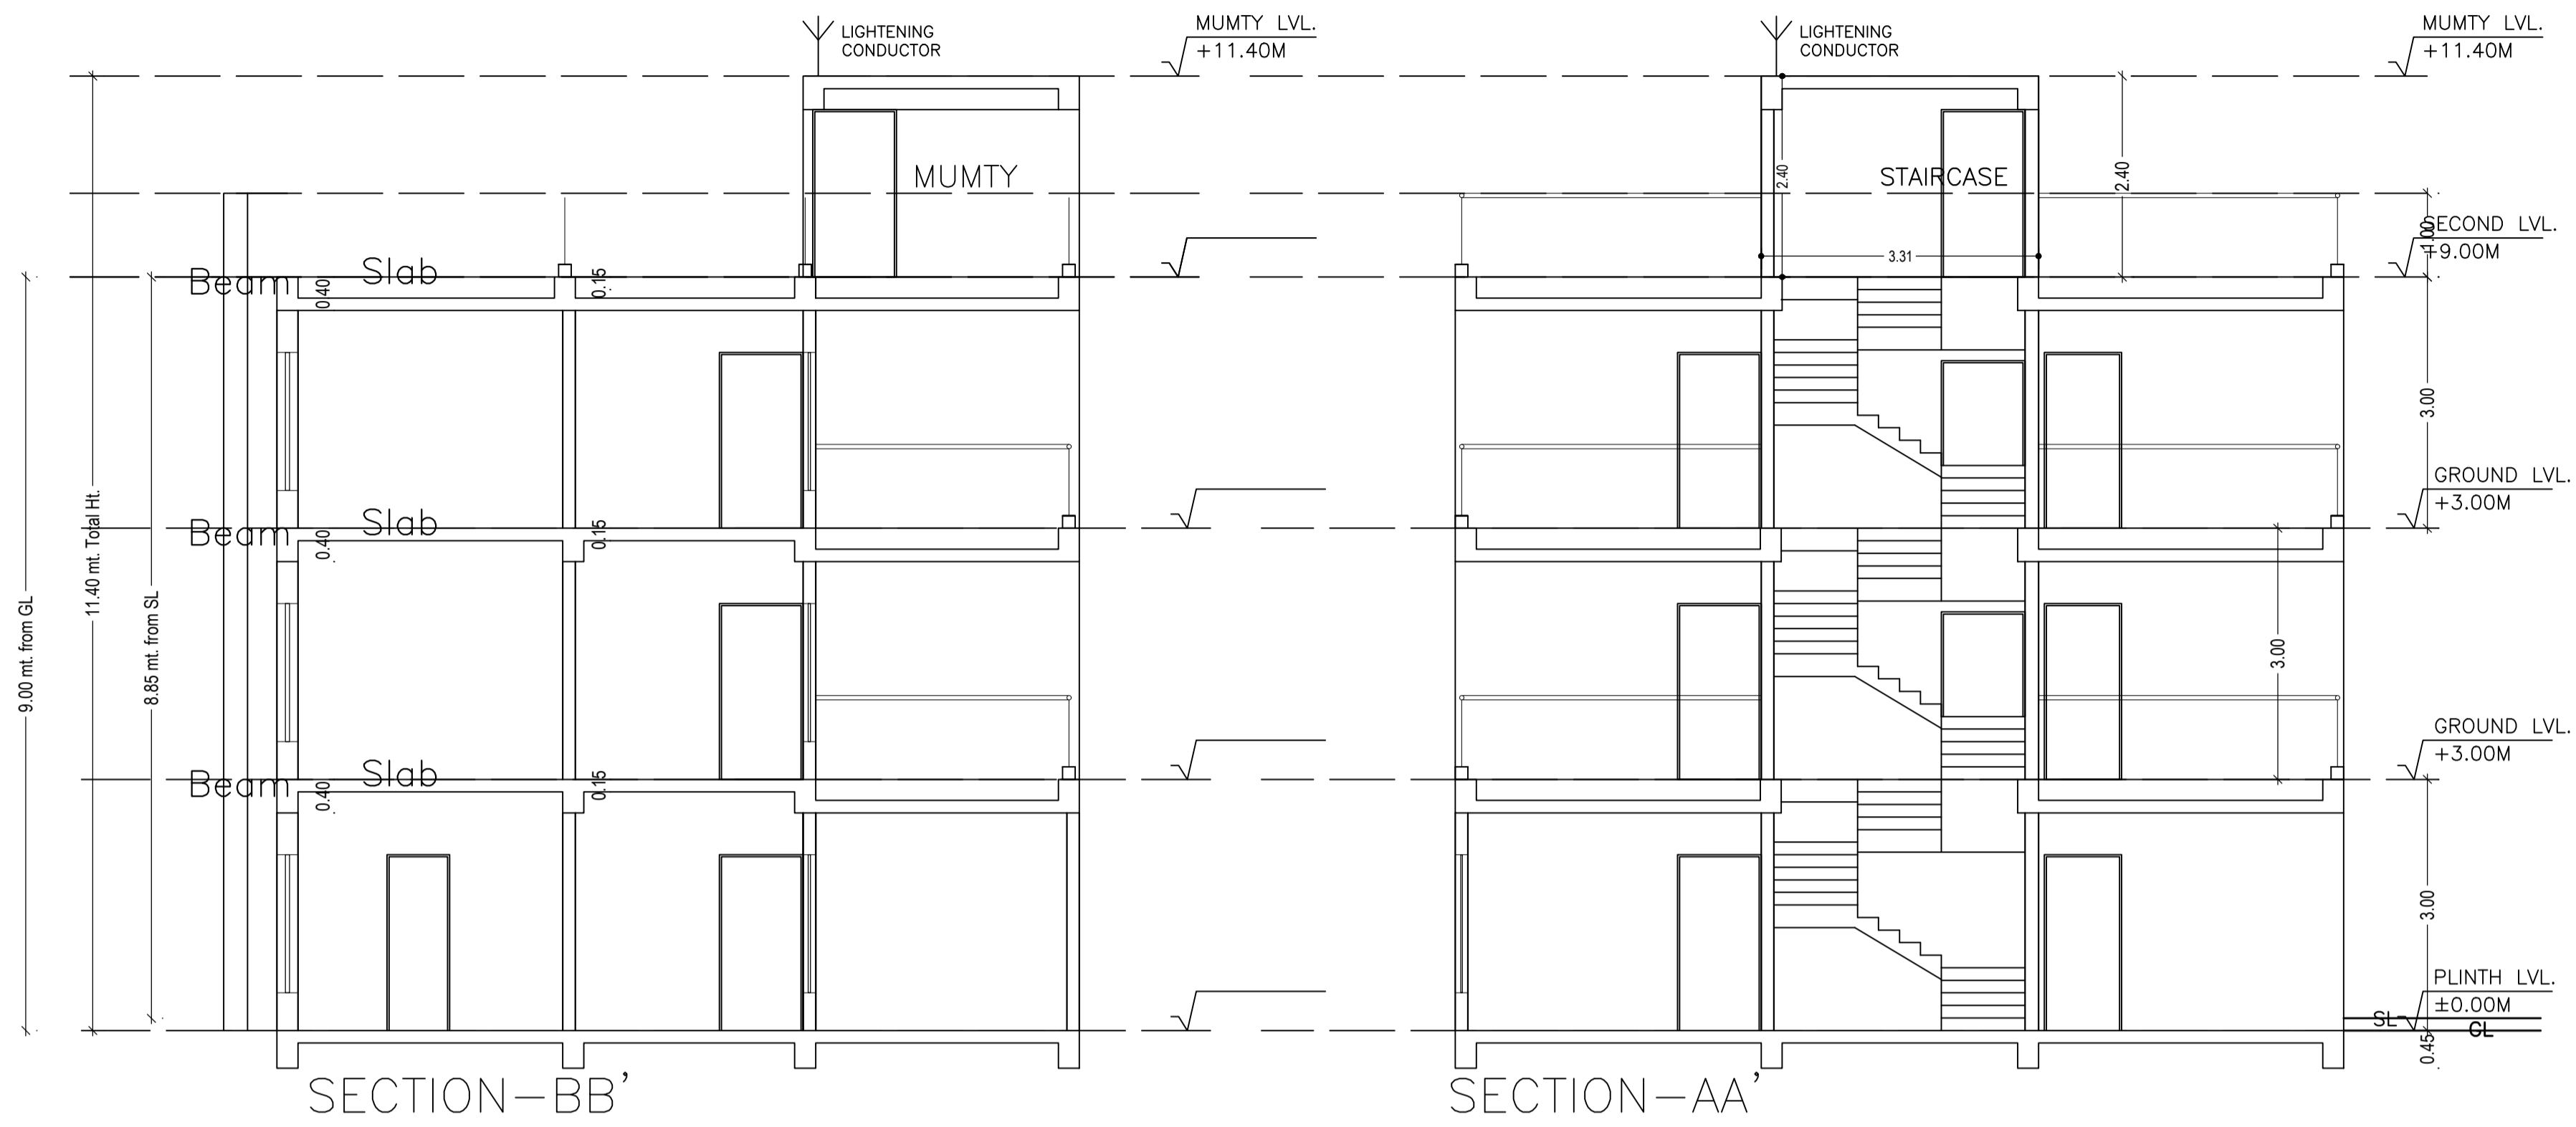 LIGHTENING
CONDUCTOR
MUMTY LVL.
+11.40M
LIGHTENING
CONDUCTOR
MUMTY LVL.
+11.40M
MUMTY
2.40
STAIRCASE
2.40
1.00
SECOND LVL.
+9.00M
3.31
Beam
Slab
0.40
0.15
3.00
GROUND LVL.
+3.00M
Beam
Slab
0.40
0.15
11.40 mt. Total Ht.
9.00 mt. from GL
8.85 mt. from SL
3.00
GROUND LVL.
+3.00M
Beam
Slab
0.40
0.15
3.00
PLINTH LVL.
±0.00M
SL
GL
0.45
SECTION-BB'
SECTION-AA'